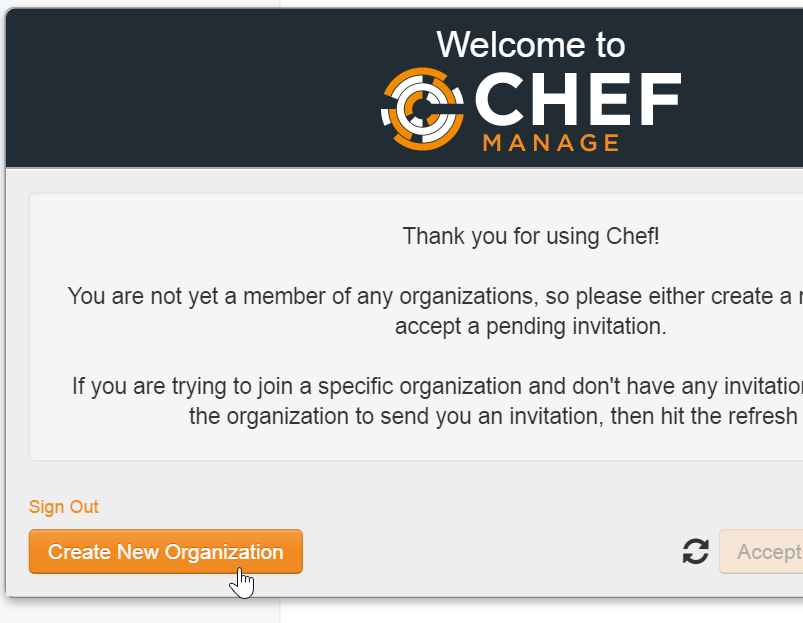 Welcome to
CHEF
MANAGE
Thank you for using Chef!
You are not yet a member of any organizations, so please either create a
accept a pending invitation.
If you are trying to join a specific organization and don't have any
the organization to send you an invitation, then hit the refresh
Sign Out
Create New Organization
Accept